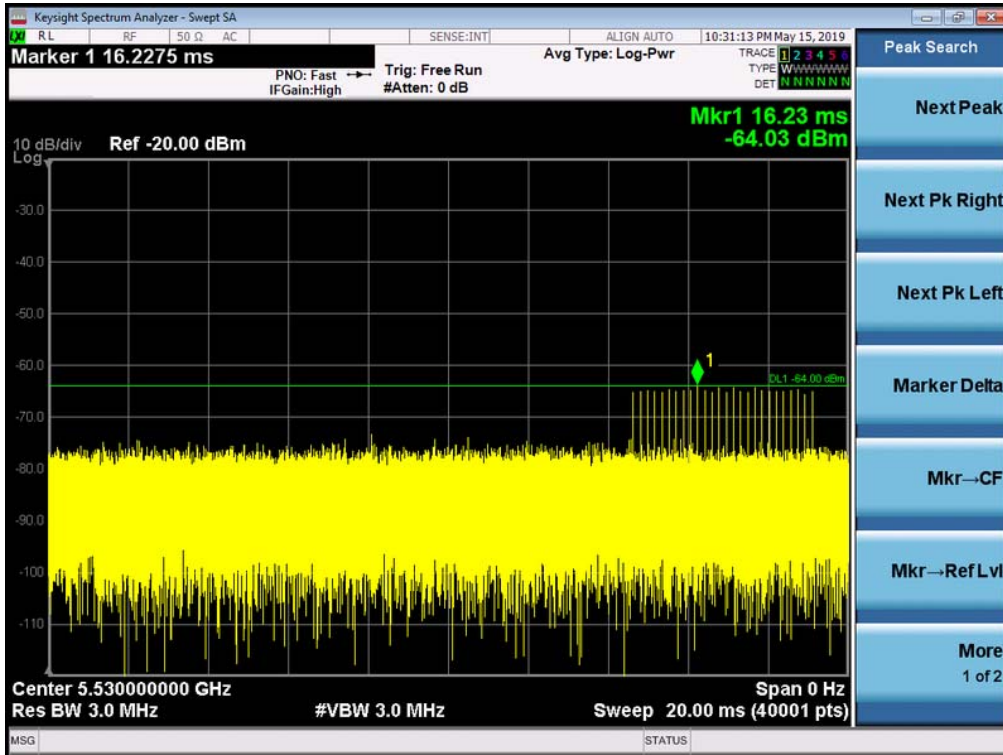 Keysight Spectrum Analyzer - Swept SA
LXI RL RF 50 Ω AC SENSE:INT ALIGN AUTO 10:31:13 PM May 15, 2019
Marker 1 16.2275 ms
PNO: Fast
IFGain:High
Trig: Free Run
#Atten: 0 dB
Avg Type: Log-Pwr
TRACE 1 2 3 4 5 6
TYPE WWWWWW
DET N N N N N N
Mkr1 16.23 ms
-64.03 dBm
10 dB/div Ref -20.00 dBm
Log
-30.0
-40.0
-50.0
-60.0
-70.0
-80.0
-90.0
-100
-110
1
DL1 -64.00 dBm
Center 5.530000000 GHz Span 0 Hz
Res BW 3.0 MHz #VBW 3.0 MHz Sweep 20.00 ms (40001 pts)
MSG STATUS
Peak Search
Next Peak
Next Pk Right
Next Pk Left
Marker Delta
Mkr→CF
Mkr→Ref Lvl
More
1 of 2